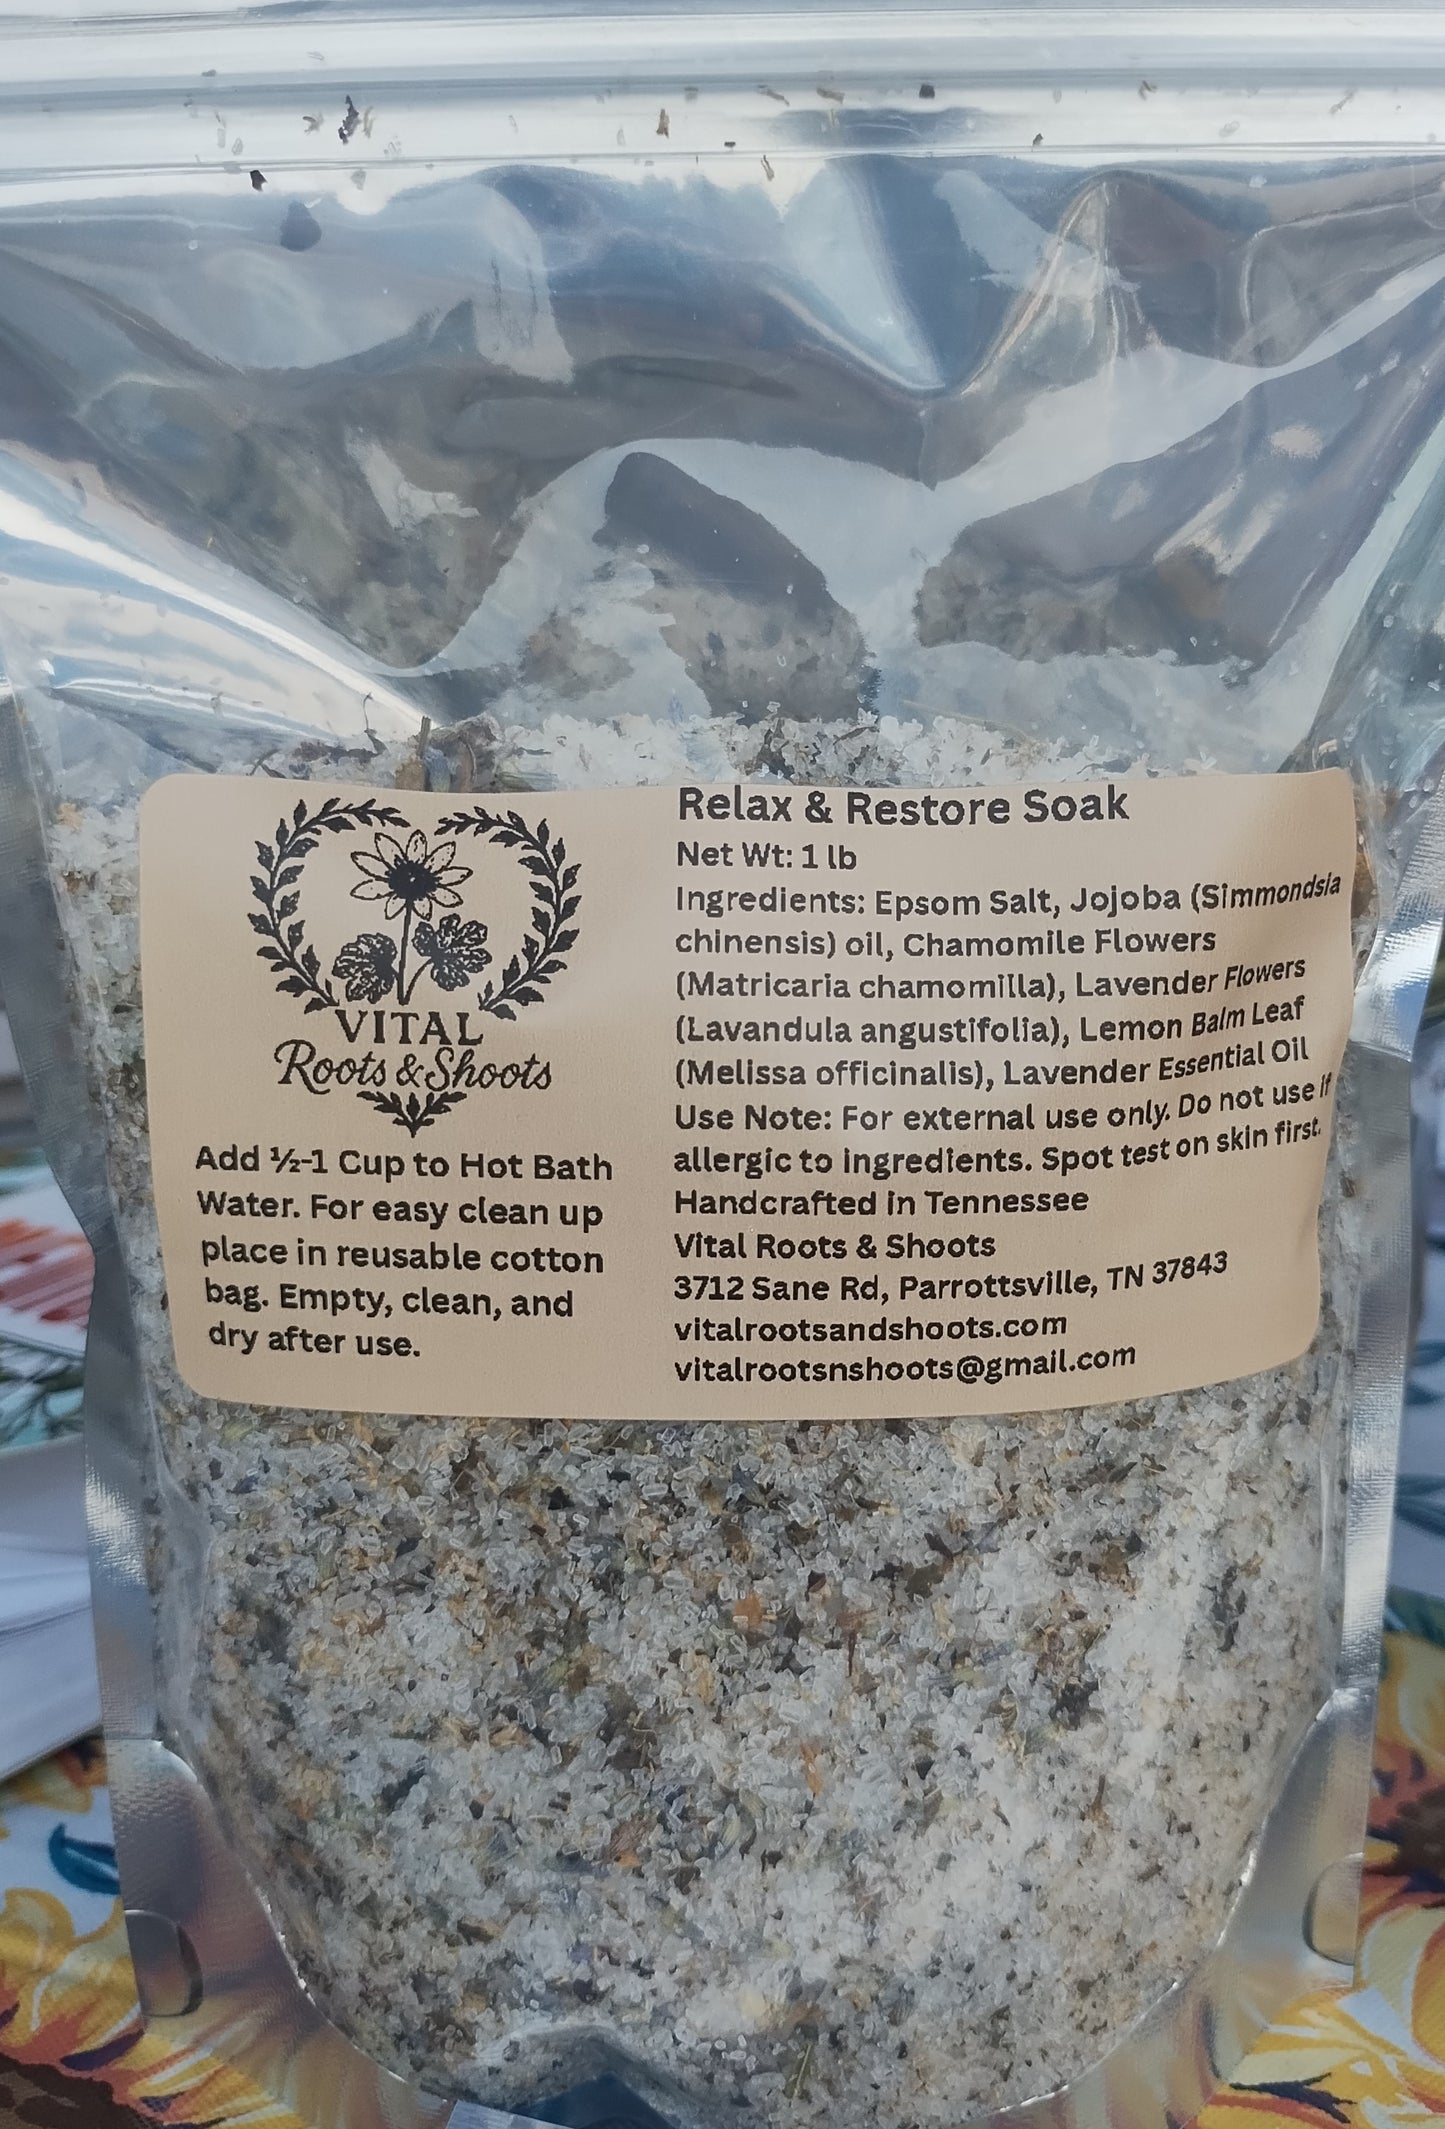 VITAL
Roots & Shoots
Add ½-1 Cup to Hot Bath
Water. For easy clean up
place in reusable cotton
bag. Empty, clean, and
dry after use.
Relax & Restore Soak
Net Wt: 1 lb
Ingredients: Epsom Salt, Jojoba (Simmondsia
chinensis) oil, Chamomile Flowers
(Matricaria chamomilla), Lavender Flowers
(Lavandula angustifolia), Lemon Balm Leaf
(Melissa officinalis), Lavender Essential Oil
Use Note: For external use only. Do not use if
allergic to ingredients. Spot test on skin first.
Handcrafted in Tennessee
Vital Roots & Shoots
3712 Sane Rd, Parrottsville, TN 37843
vitalrootsandshoots.com
vitalrootsnshoots@gmail.com